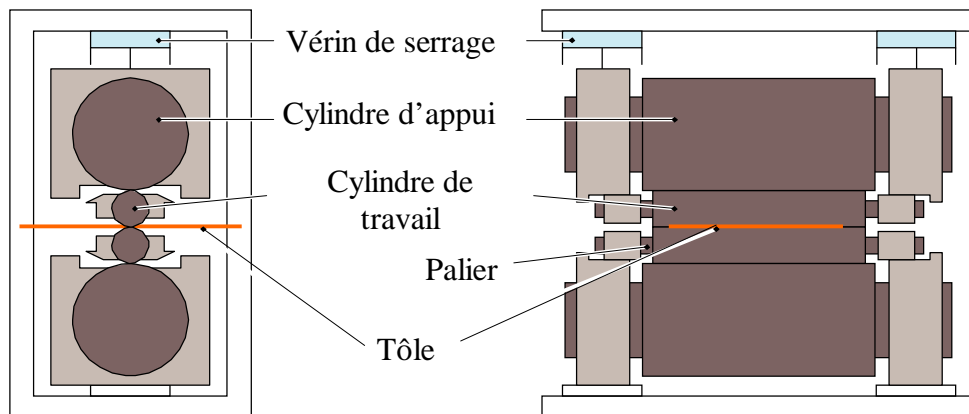 Vérin de serrage
Cylindre d'appui
Cylindre de
travail
Palier
Tôle